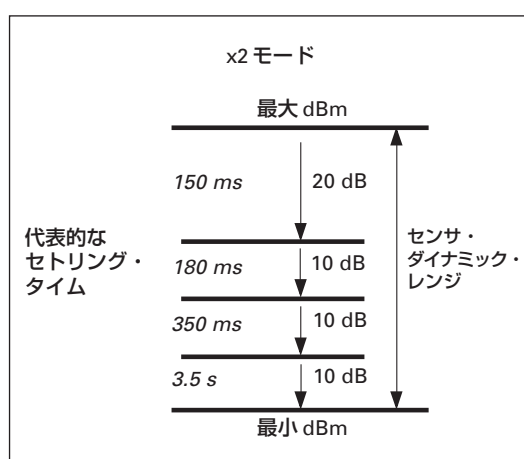 x2 モード
最大 dBm
150 ms
20 dB
代表的な
セトリング・
タイム
180 ms
10 dB
センサ・
ダイナミック・
レンジ
350 ms
10 dB
3.5 s
10 dB
最小 dBm